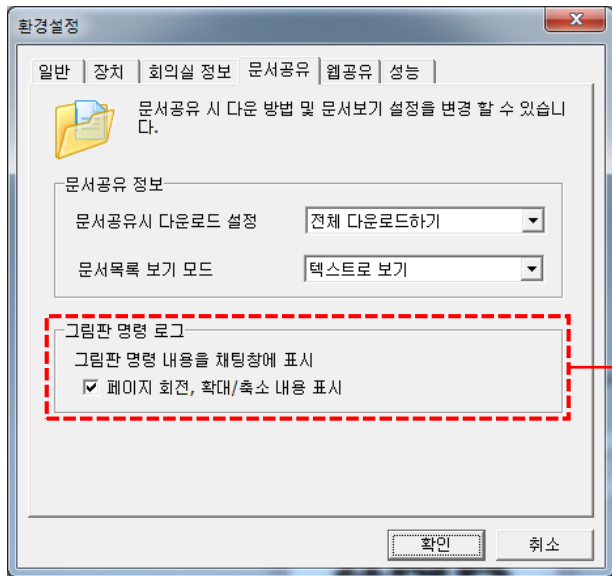 환경설정
일반
장치
회의실 정보
문서공유
웹공유
성능
문서공유 시 다운 방법 및 문서보기 설정을 변경 할 수 있습니
다.
문서공유 정보
문서공유시 다운로드 설정
전체 다운로드하기
문서목록 보기 모드
텍스트로 보기
그림판 명령 로그
그림판 명령 내용을 채팅창에 표시
페이지 회전, 확대/축소 내용 표시
확인
취소